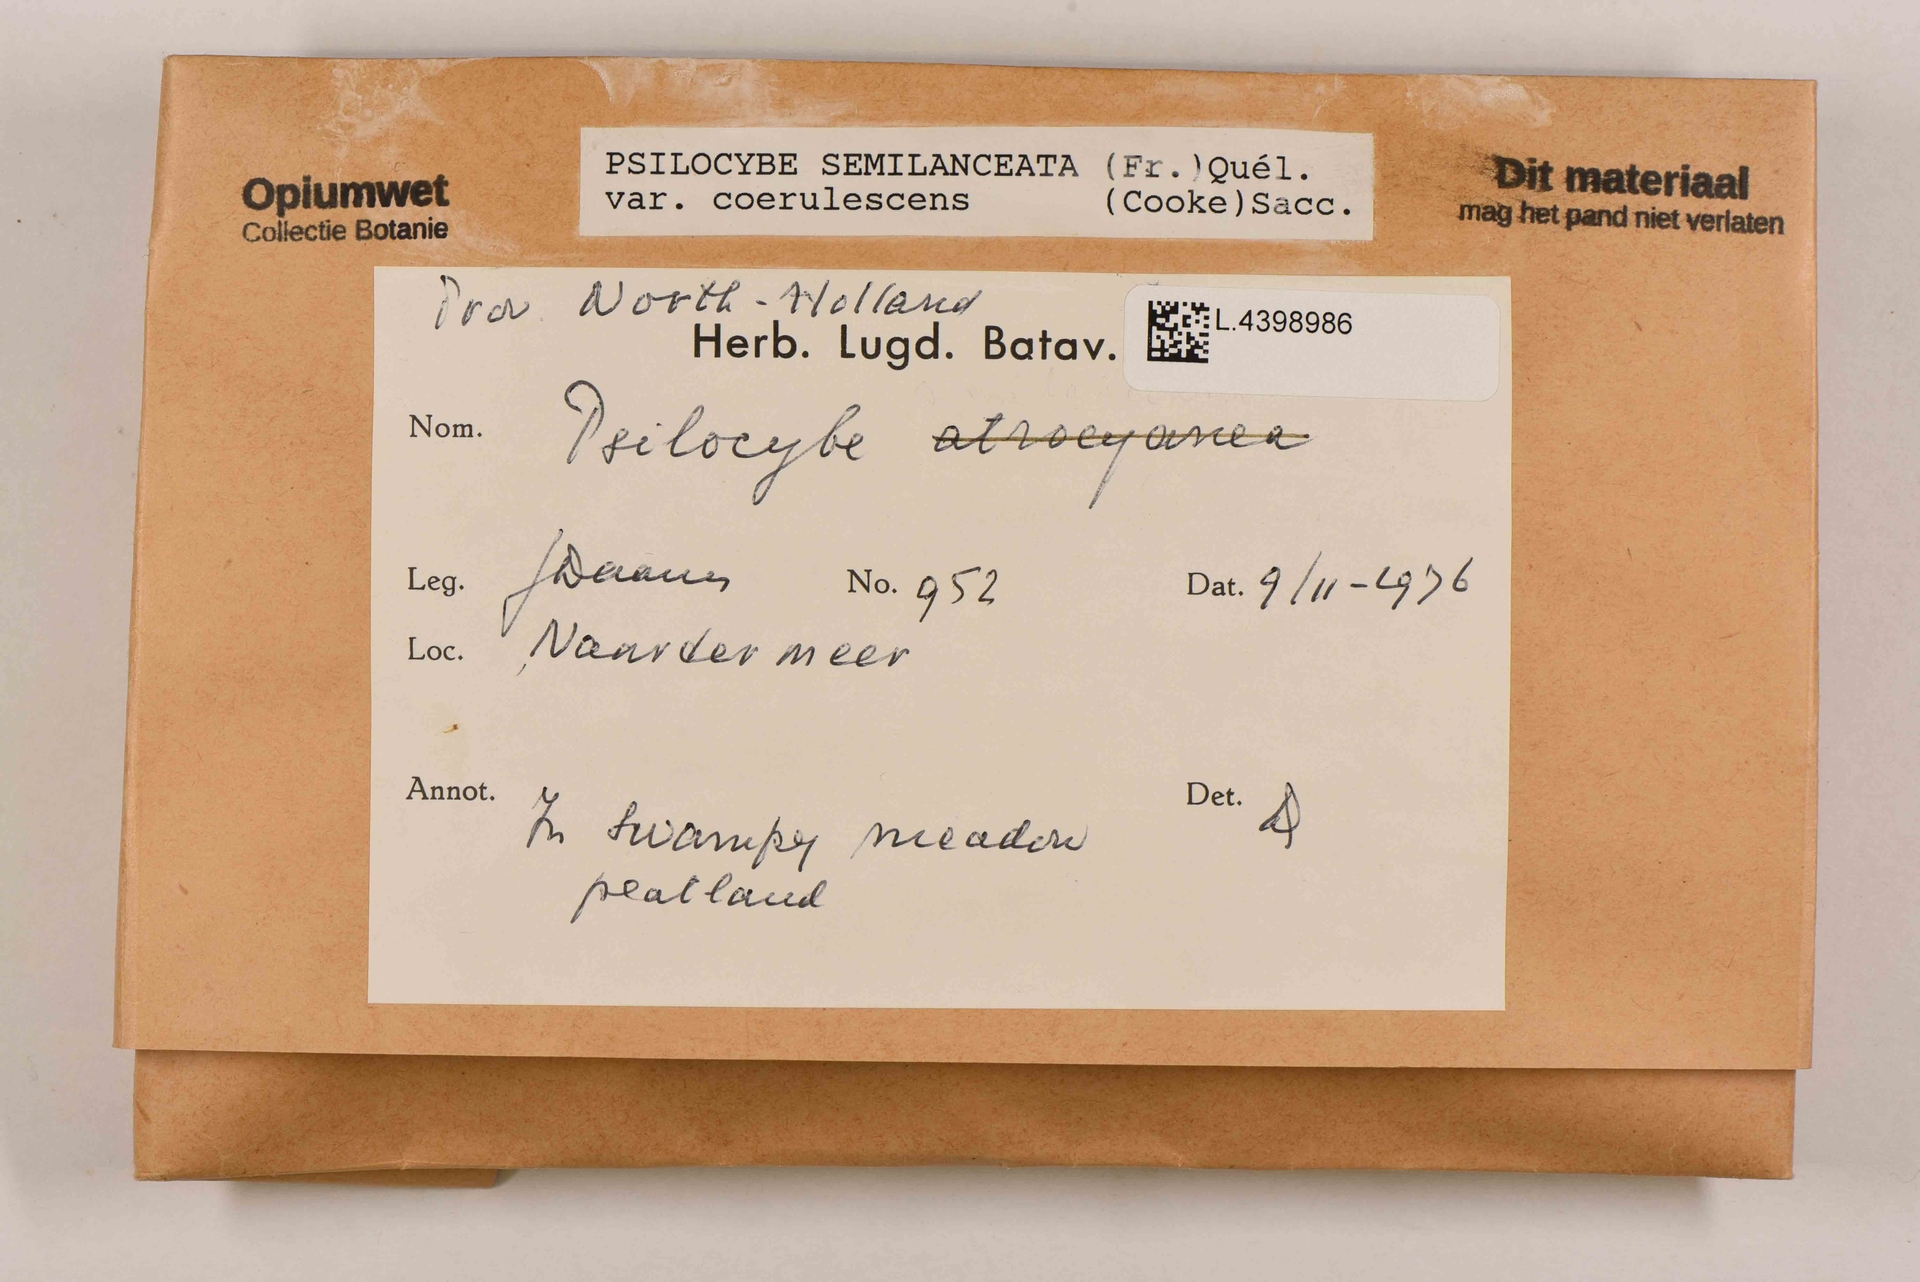 Opiumwet
Collectie Botanie
PSILOCYBE SEMILANCEATA (Fr.)Quél.
var. coerulescens (Cooke)Sacc.
Dit materiaal
mag het pand niet verlaten
Prov. North-Holland
Herb. Lugd. Batav.
L.4398986
Nom. Psilocybe atrocyanea
Leg. J Daams No. 952 Dat. 9/11-1976
Loc. Naardermeer
Annot. In swampy meadow
peatland
Det. D